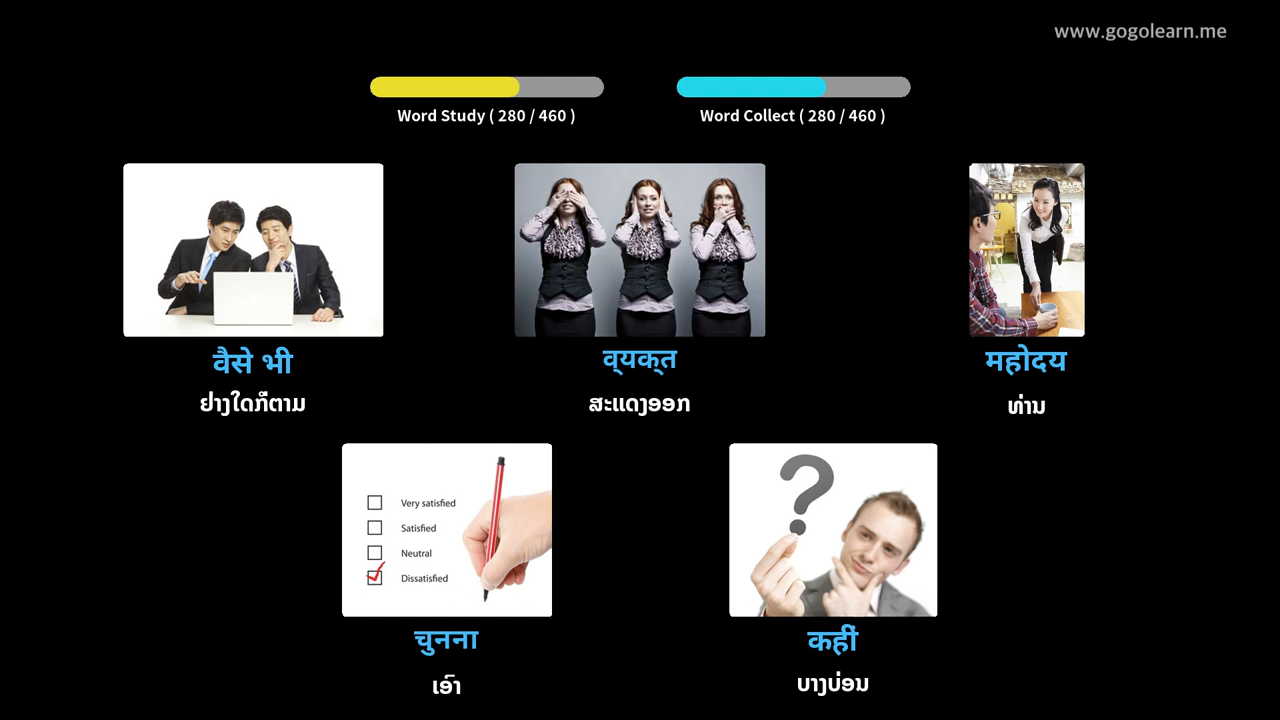 www.gogolearn.me
Word Study ( 280 / 460 )
Word Collect ( 280 / 460 )
वैसे भी
ຢ່າງໃດກໍ່ຕາມ
व्यक्त
ສະແດງອອກ
महोदय
ທ່ານ
Very satisfied
Satisfied
Neutral
Dissatisfied
चुनना
ເອົາ
कहीं
ບາງບ່ອນ